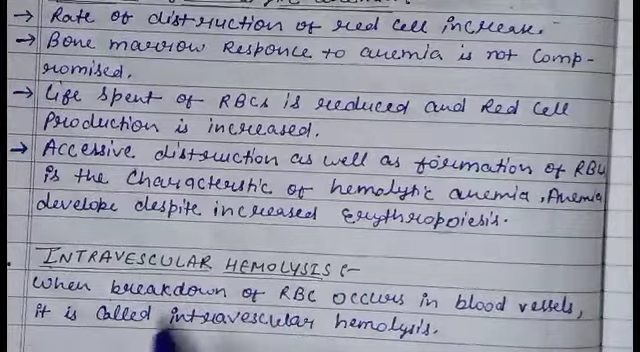 → Rate of distruction of red cell increase.
→ Bone marrow Responce to anemia is not Comp-
romised.
→ Life Spent of RBCs is reduced and Red Cell
Production is increased.
→ Accessive distruction as well as formation of RBCs
is the Characteristic of hemolytic anemia, Anemia
develope despite increased Erythropoiesis.
INTRAVESCULAR HEMOLYSIS :-
When breakdown of RBC occurs in blood vessels,
it is called intravescular hemolysis.